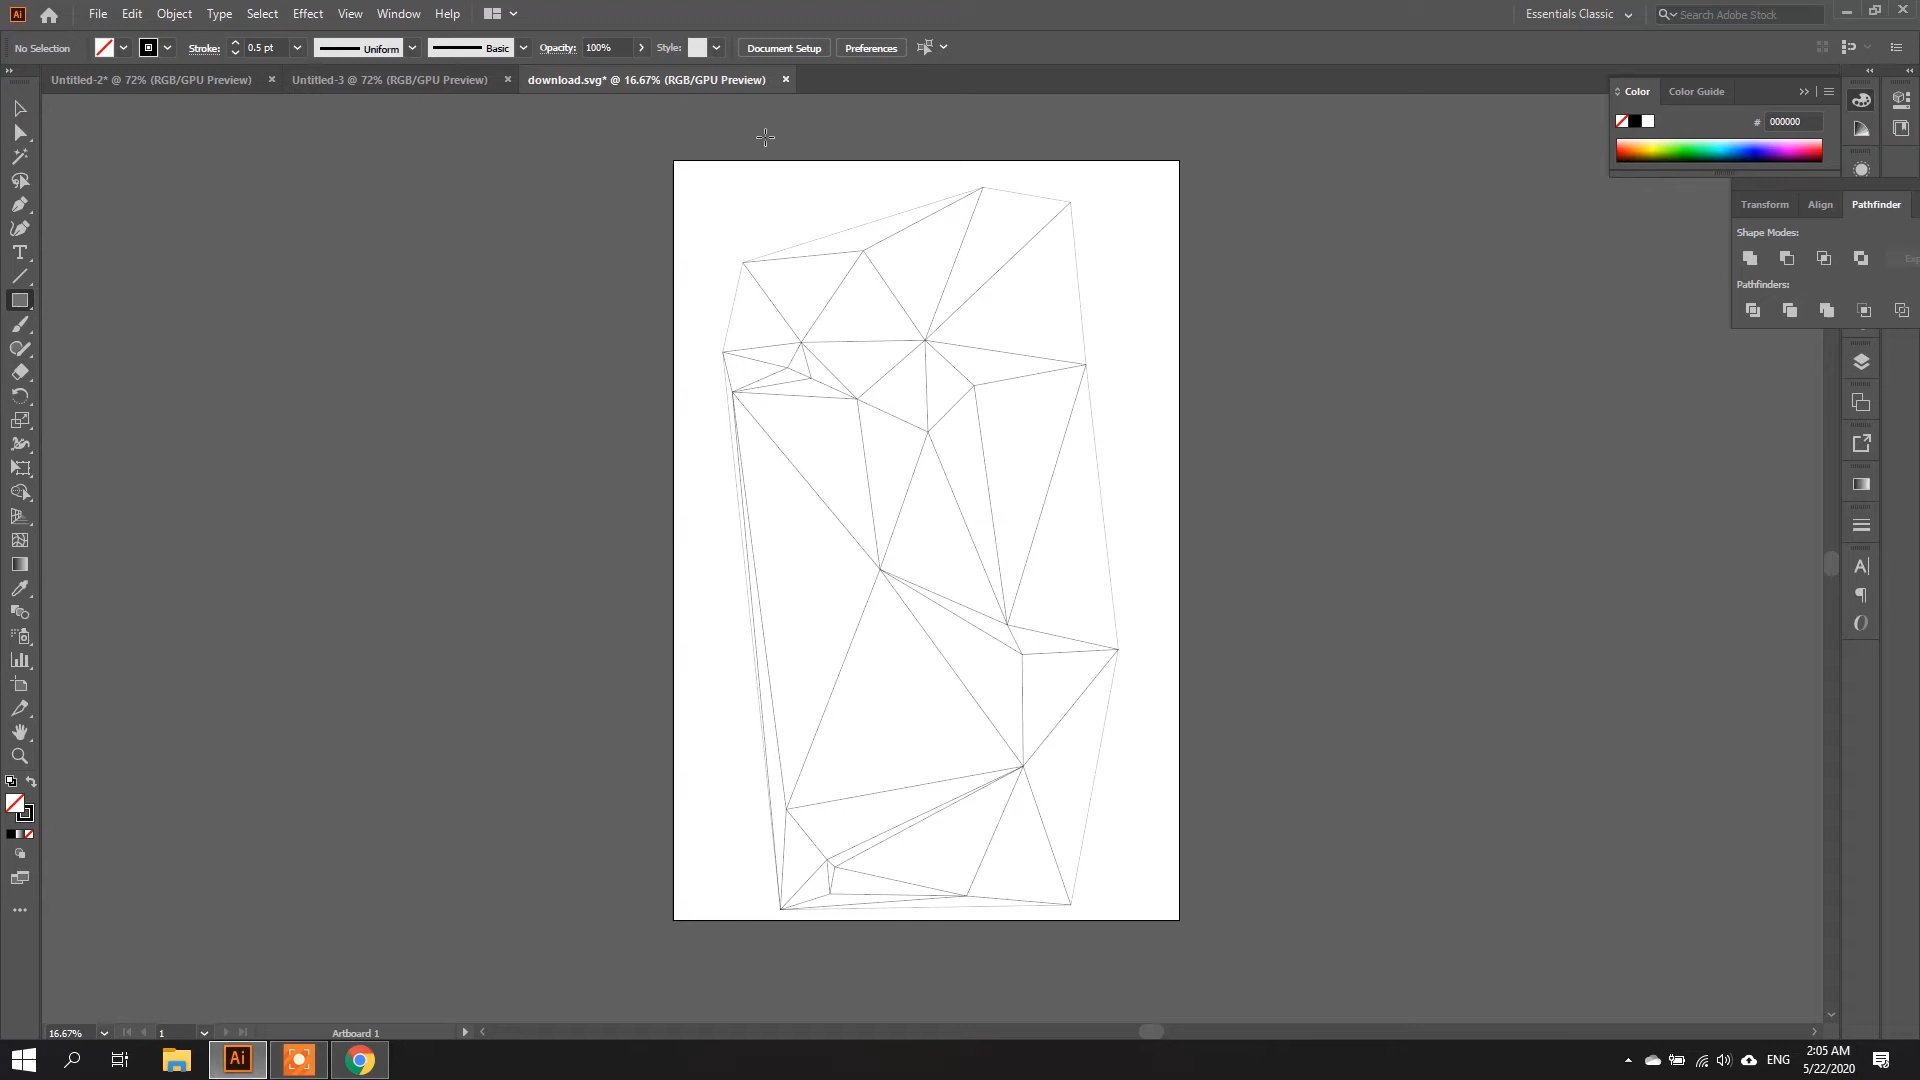 Ai File Edit Object Type Select Effect View Window Help Essentials Classic Search Adobe Stock
No Selection Stroke: 0.5 pt Uniform Basic Opacity: 100% Style: Document Setup Preferences
Untitled-2* @ 72% (RGB/GPU Preview) Untitled-3 @ 72% (RGB/GPU Preview) download.svg* @ 16.67% (RGB/GPU Preview)
Color Color Guide
# 000000
Transform Align Pathfinder
Shape Modes:
Exp
Pathfinders:
16.67% 1 Artboard 1
Ai ENG 2:05 AM
5/22/2020